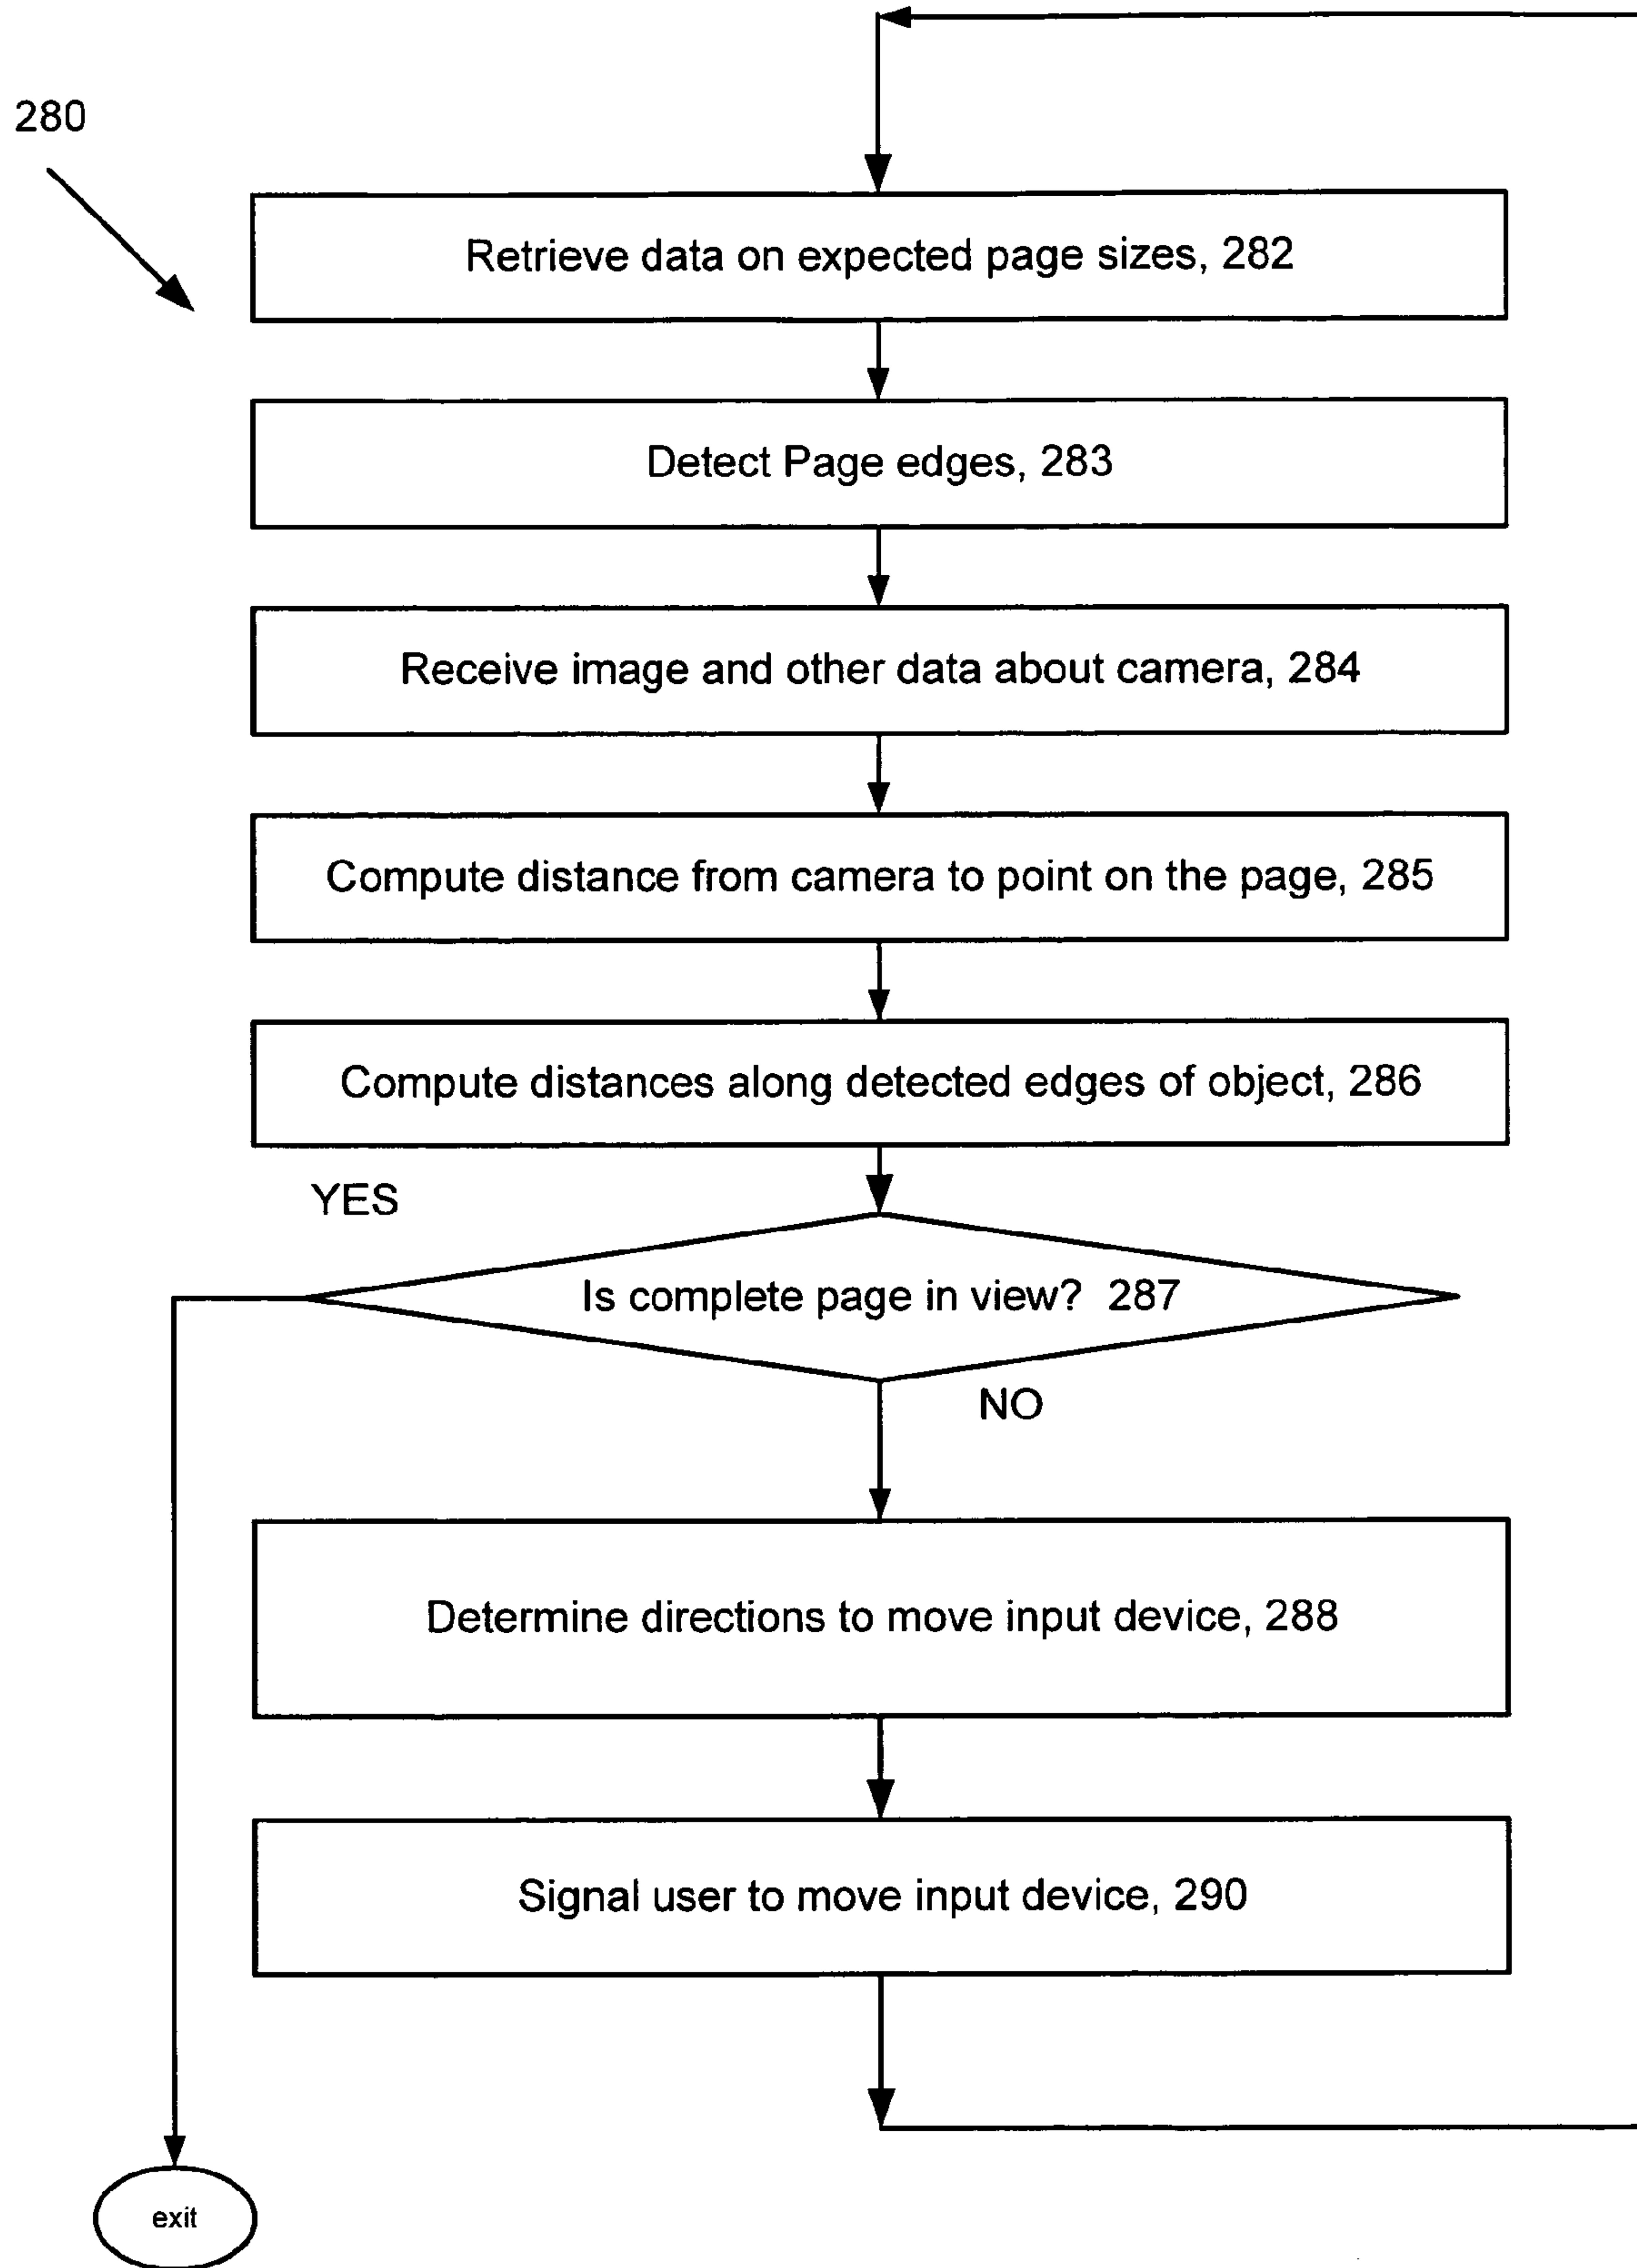 280
Retrieve data on expected page sizes, 282
Detect Page edges, 283
Receive image and other data about camera, 284
Compute distance from camera to point on the page, 285
Compute distances along detected edges of object, 286
YES
Is complete page in view? 287
NO
Determine directions to move input device, 288
Signal user to move input device, 290
exit